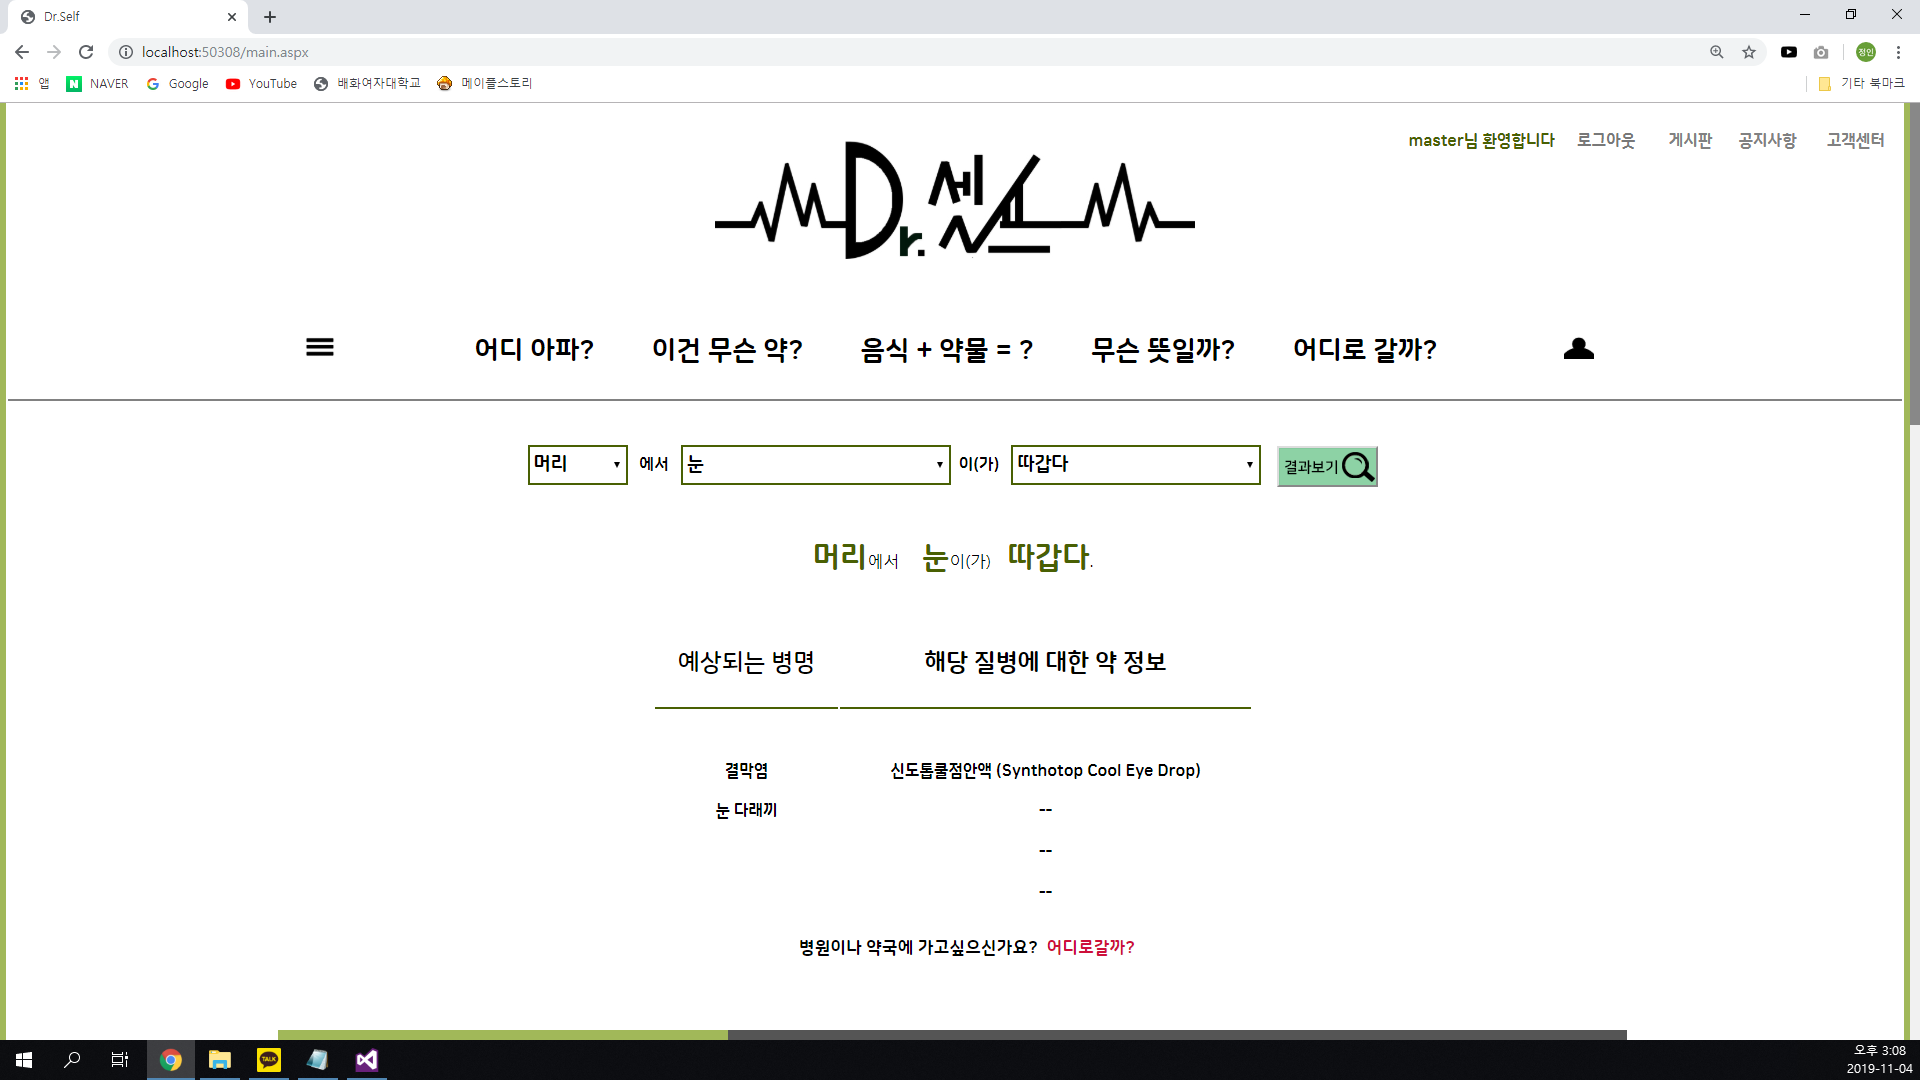 Dr.Self
localhost:50308/main.aspx
정인
앱 NAVER Google YouTube 배화여자대학교 메이플스토리 기타 북마크
master님 환영합니다 로그아웃 게시판 공지사항 고객센터
Dr. 셀프
어디 아파? 이건 무슨 약? 음식 + 약물 = ? 무슨 뜻일까? 어디로 갈까?
머리 에서 눈 이(가) 따갑다 결과보기
머리에서 눈이(가) 따갑다.
예상되는 병명 해당 질병에 대한 약 정보
결막염 신도톱쿨점안액 (Synthotop Cool Eye Drop)
눈 다래끼 --
--
--
병원이나 약국에 가고싶으신가요? 어디로갈까?
TALK
오후 3:08
2019-11-04